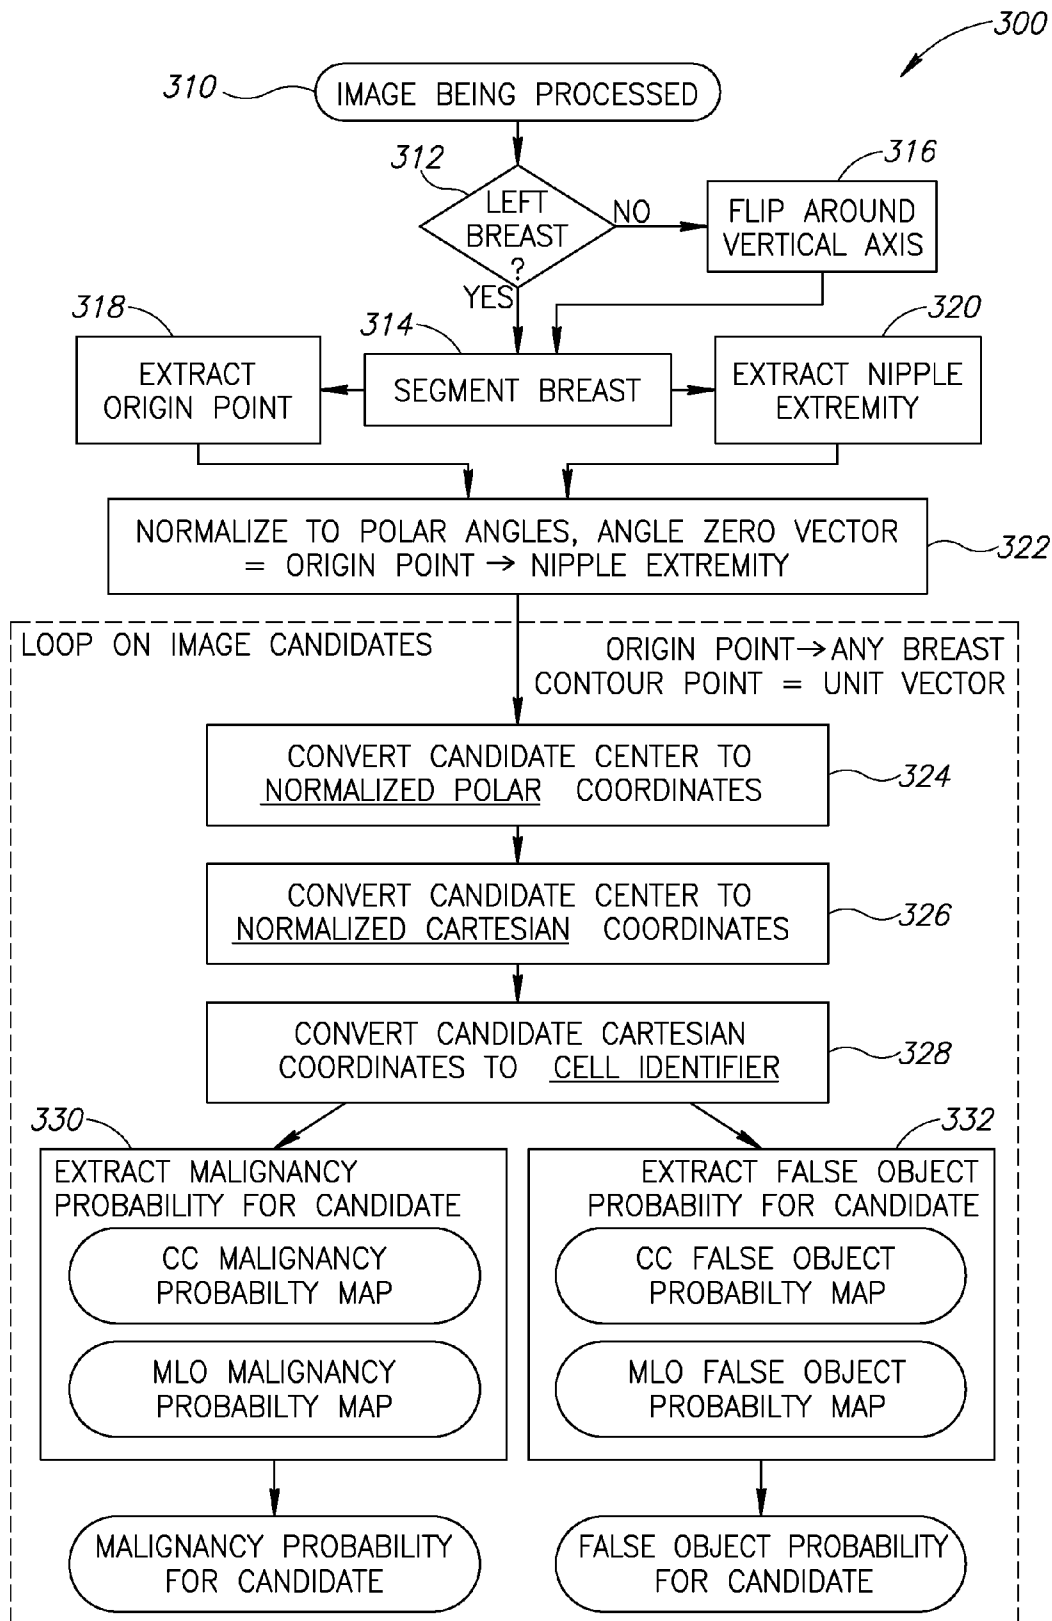 300
310
IMAGE BEING PROCESSED
312
316
LEFT
BREAST
?
NO
FLIP AROUND
VERTICAL AXIS
YES
318
314
320
EXTRACT
ORIGIN POINT
SEGMENT BREAST
EXTRACT NIPPLE
EXTREMITY
NORMALIZE TO POLAR ANGLES, ANGLE ZERO VECTOR
= ORIGIN POINT → NIPPLE EXTREMITY
322
LOOP ON IMAGE CANDIDATES
ORIGIN POINT→ANY BREAST
CONTOUR POINT = UNIT VECTOR
CONVERT CANDIDATE CENTER TO
NORMALIZED POLAR COORDINATES
324
CONVERT CANDIDATE CENTER TO
NORMALIZED CARTESIAN COORDINATES
326
CONVERT CANDIDATE CARTESIAN
COORDINATES TO CELL IDENTIFIER
328
330
332
EXTRACT MALIGNANCY
PROBABILITY FOR CANDIDATE
CC MALIGNANCY
PROBABILTY MAP
MLO MALIGNANCY
PROBABILTY MAP
EXTRACT FALSE OBJECT
PROBABIITY FOR CANDIDATE
CC FALSE OBJECT
PROBABILTY MAP
MLO FALSE OBJECT
PROBABILTY MAP
MALIGNANCY PROBABILITY
FOR CANDIDATE
FALSE OBJECT PROBABILITY
FOR CANDIDATE